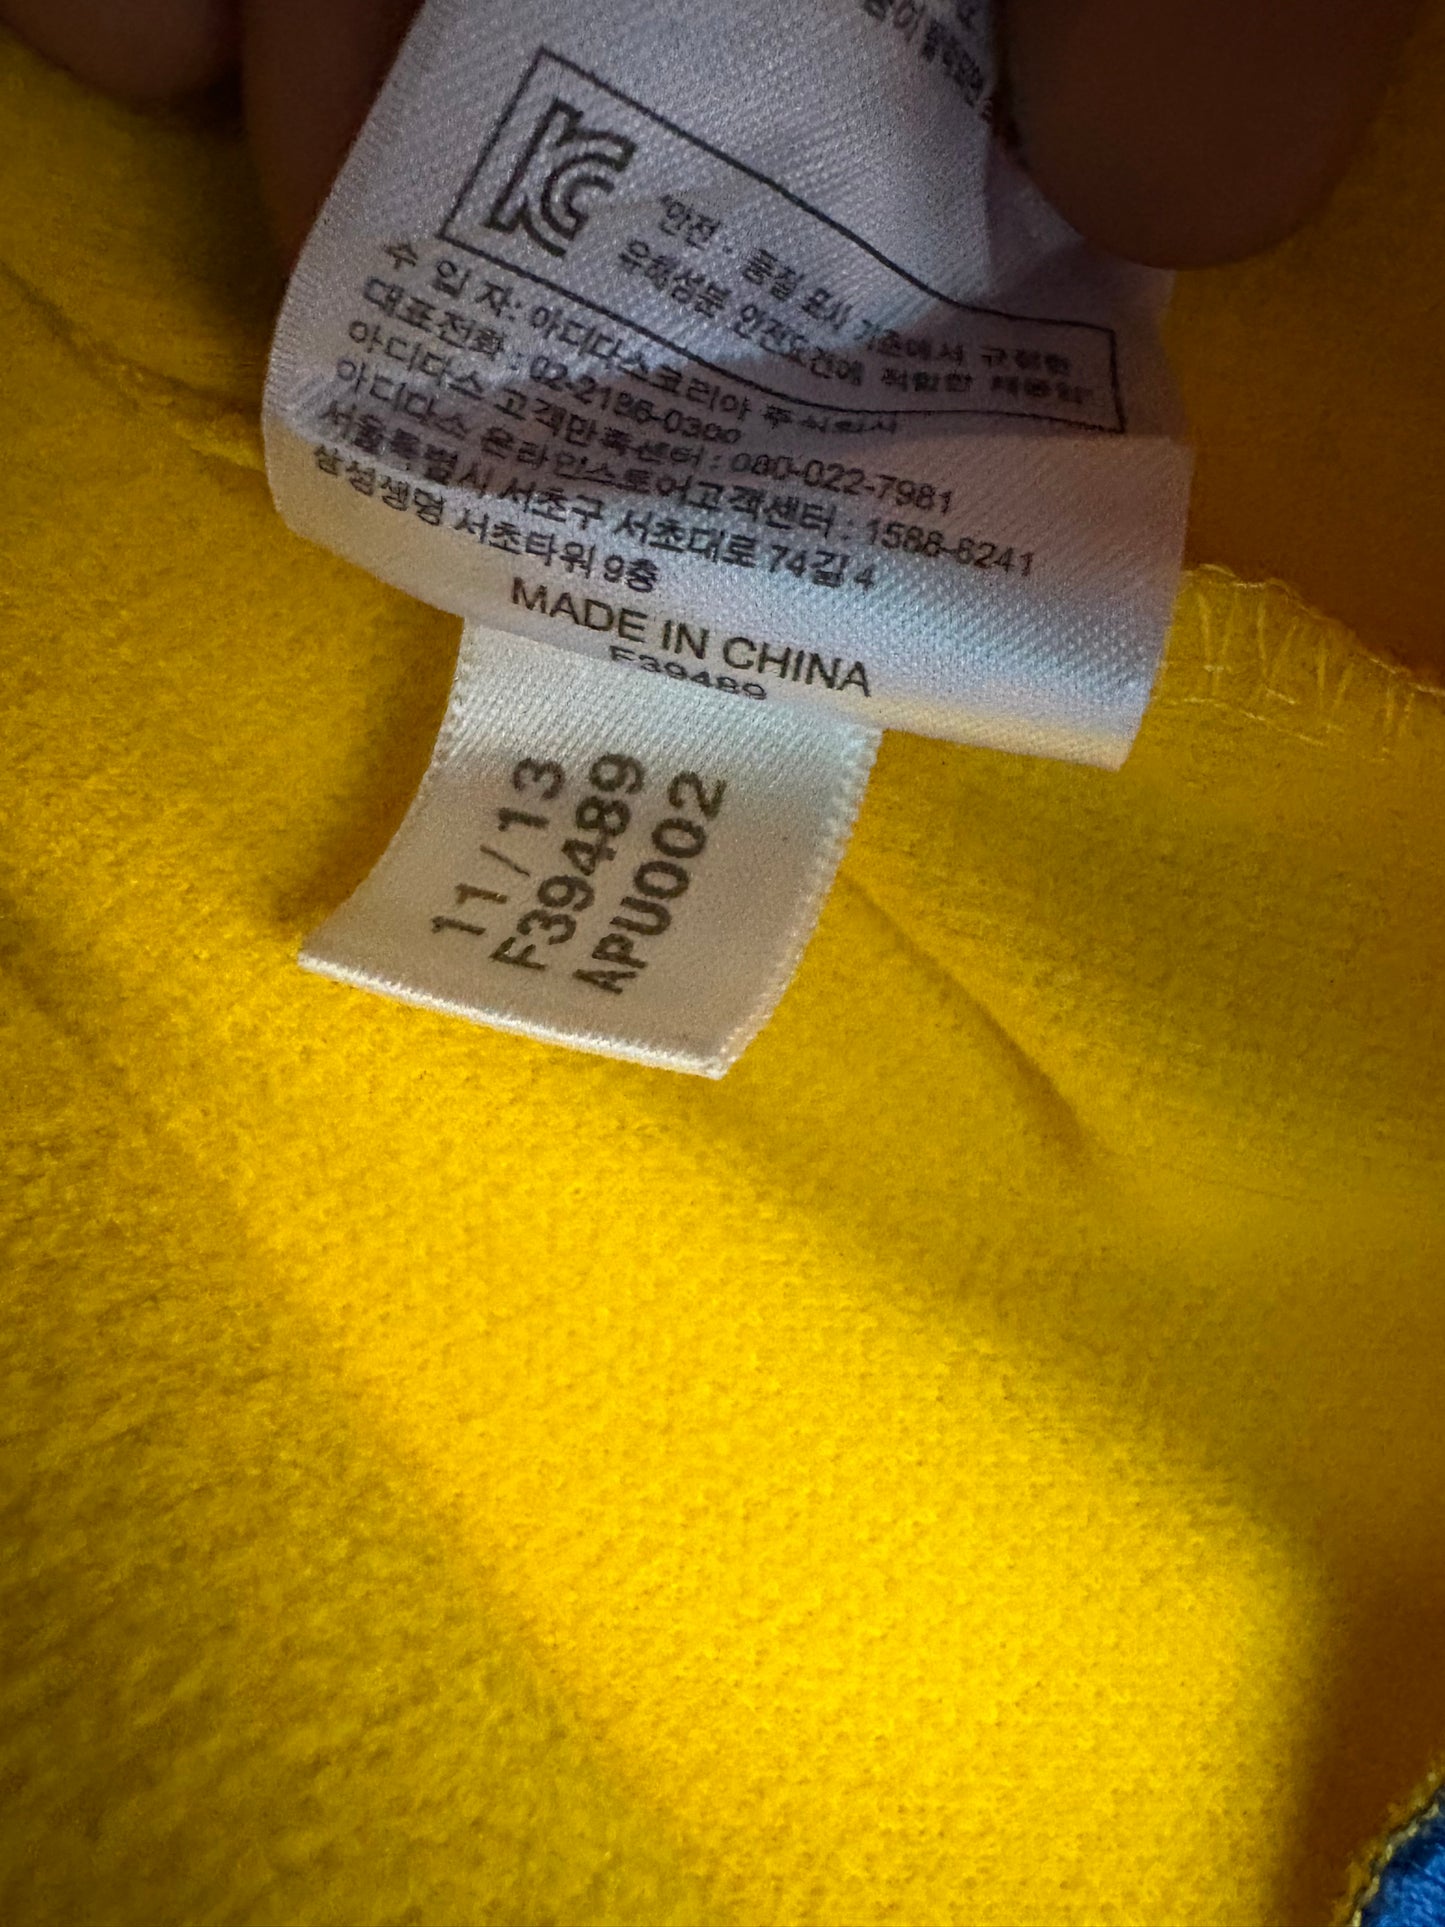 KC
"안전 · 품질 표시 기준에서 규정한
유해성분 안전요건에 적합한 제품임"
수 입 자: 아디다스코리아 주식회사
대표전화 : 02-2186-0300
아디다스 고객만족센터 : 080-022-7981
아디다스 온라인스토어고객센터 : 1588-8241
서울특별시 서초구 서초대로 74길 4
삼성생명 서초타워 9층
MADE IN CHINA
F39489
11/13
F39489
APU002